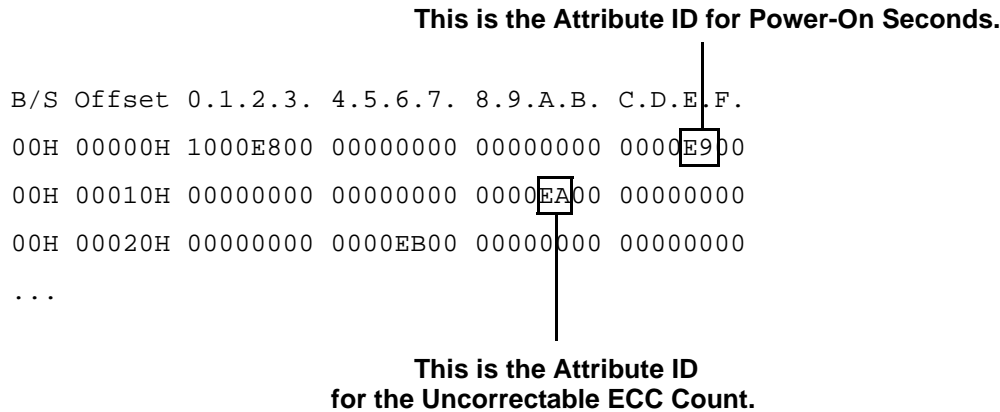 This is the Attribute ID for Power-On Seconds.
B/S Offset 0.1.2.3. 4.5.6.7. 8.9.A.B. C.D.E.F.
00H 00000H 1000E800 00000000 00000000 0000E900
00H 00010H 00000000 00000000 0000EA00 00000000
00H 00020H 00000000 0000EB00 00000000 00000000
...
This is the Attribute ID
for the Uncorrectable ECC Count.